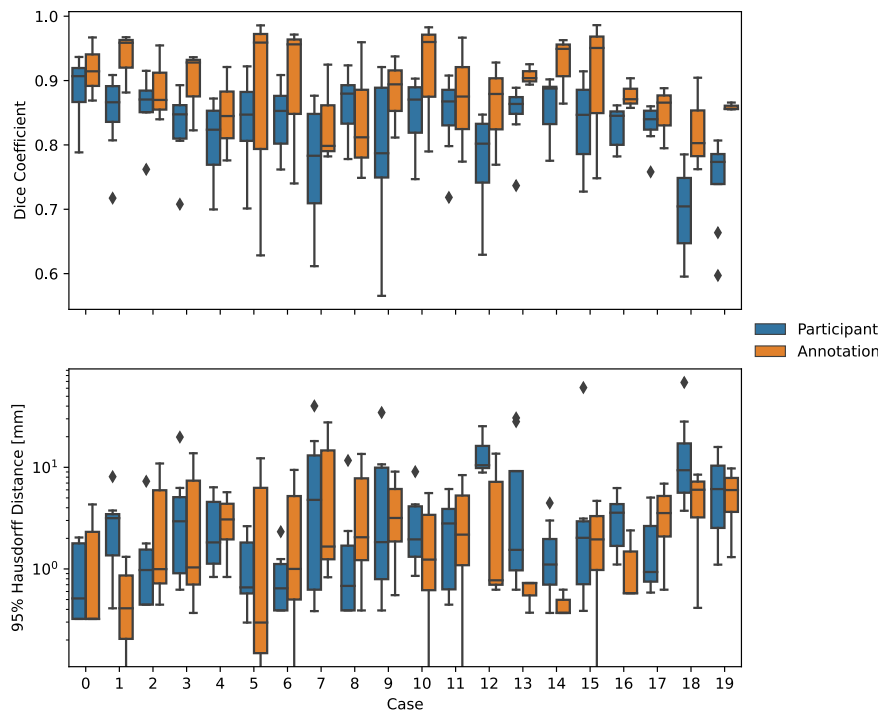 1.0
0.9
0.8
0.7
0.6
Dice Coefficient
Participant
Annotation
10¹
10⁰
95% Hausdorff Distance [mm]
0 1 2 3 4 5 6 7 8 9 10 11 12 13 14 15 16 17 18 19
Case